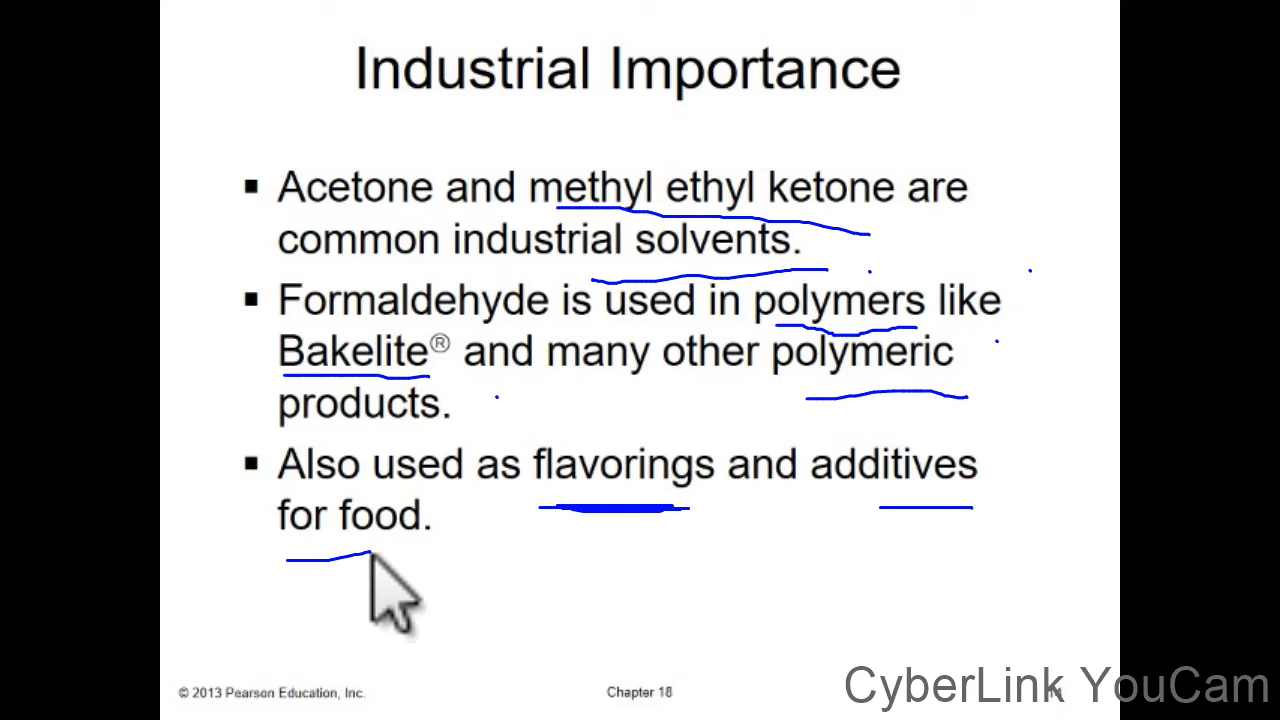 Industrial Importance
▪ Acetone and methyl ethyl ketone are
common industrial solvents.
▪ Formaldehyde is used in polymers like
Bakelite® and many other polymeric
products.
▪ Also used as flavorings and additives
for food.
© 2013 Pearson Education, Inc. Chapter 18
CyberLink YouCam